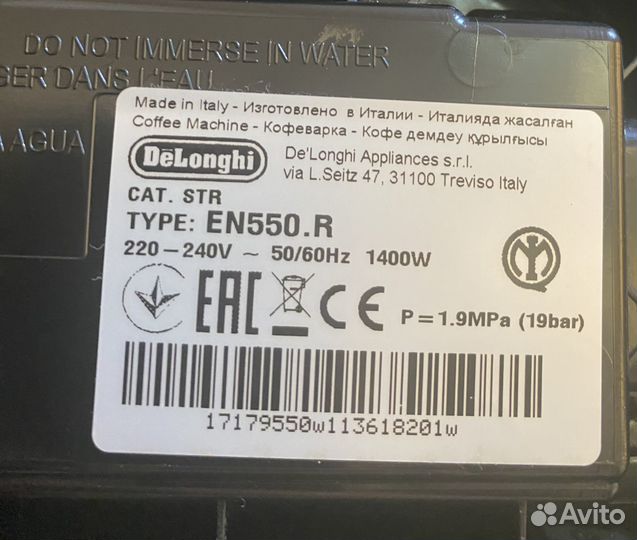 DO NOT IMMERSE IN WATER
GER DANS L'EAU
A AGUA
Made in Italy - Изготовлено в Италии - Италияда жасалған
Coffee Machine - Кофеварка - Кофе демдеу құрылғысы
DeLonghi
De'Longhi Appliances s.r.l.
via L.Seitz 47, 31100 Treviso Italy
CAT. STR
TYPE: EN550.R
220–240V ~ 50/60Hz 1400W
EAC CE P=1.9MPa (19bar)
17179550w113618201w
Avito